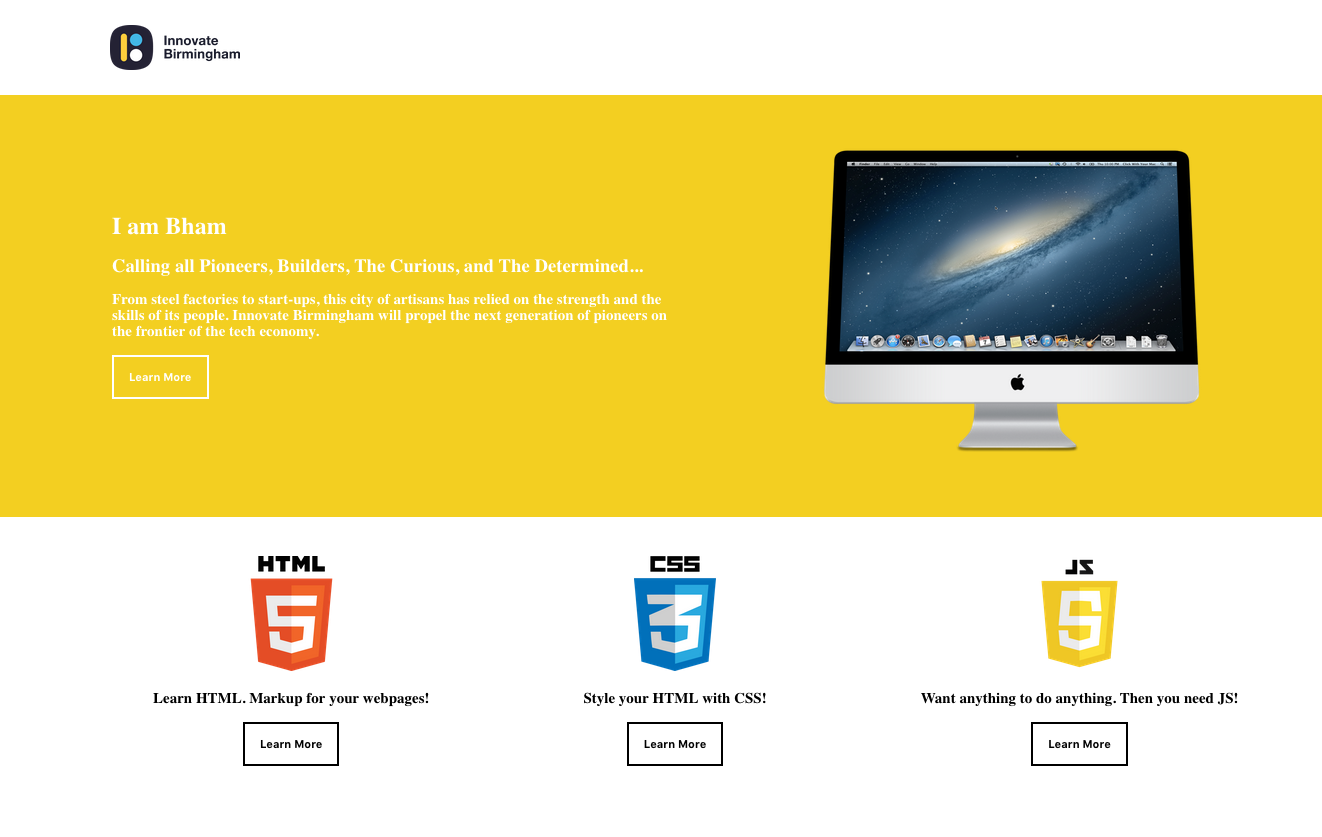 Innovate
Birmingham
I am Bham
Calling all Pioneers, Builders, The Curious, and The Determined...
From steel factories to start-ups, this city of artisans has relied on the strength and the
skills of its people. Innovate Birmingham will propel the next generation of pioneers on
the frontier of the tech economy.
Learn More
HTML
5
CSS
3
JS
Learn HTML. Markup for your webpages!
Style your HTML with CSS!
Want anything to do anything. Then you need JS!
Learn More
Learn More
Learn More